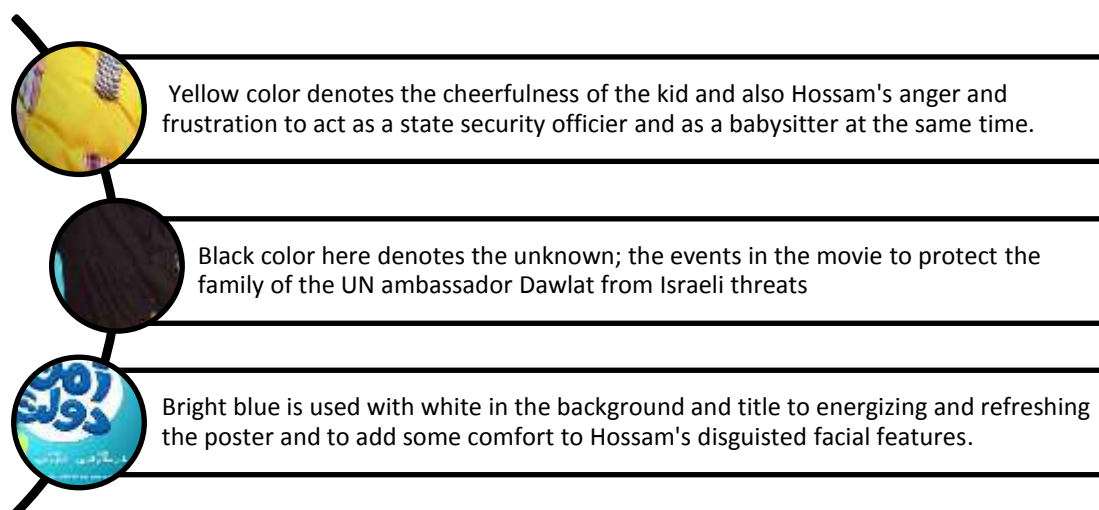 Yellow color denotes the cheerfulness of the kid and also Hossam's anger and
frustration to act as a state security officier and as a babysitter at the same time.
Black color here denotes the unknown; the events in the movie to protect the
family of the UN ambassador Dawlat from Israeli threats
أمن
دولت
Bright blue is used with white in the background and title to energizing and refreshing
the poster and to add some comfort to Hossam's disguisted facial features.